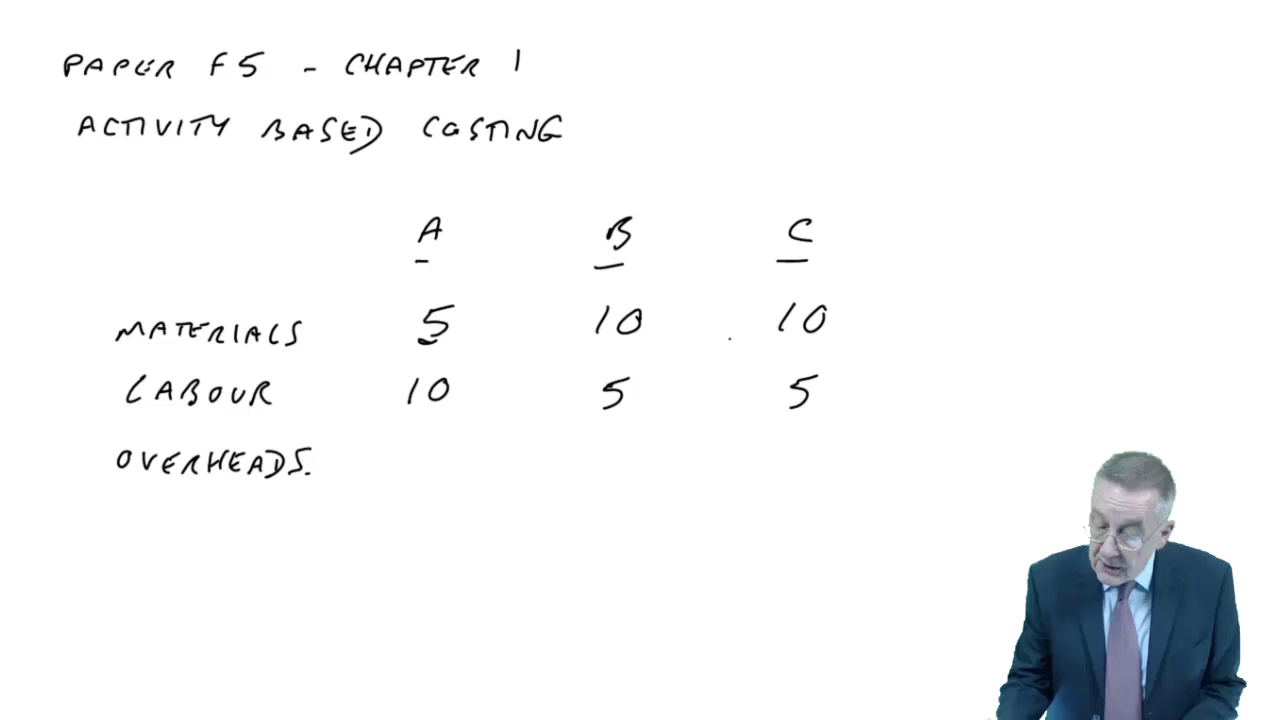 PAPER F5 - CHAPTER 1
ACTIVITY BASED COSTING
A B C
MATERIALS 5 10 10
LABOUR 10 5 5
OVERHEADS.